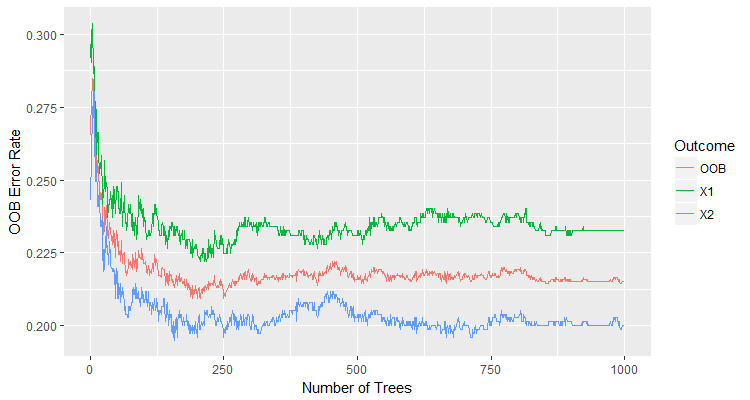 0.300
0.275
0.250
0.225
0.200
OOB Error Rate
0 250 500 750 1000
Number of Trees
Outcome
OOB
X1
X2